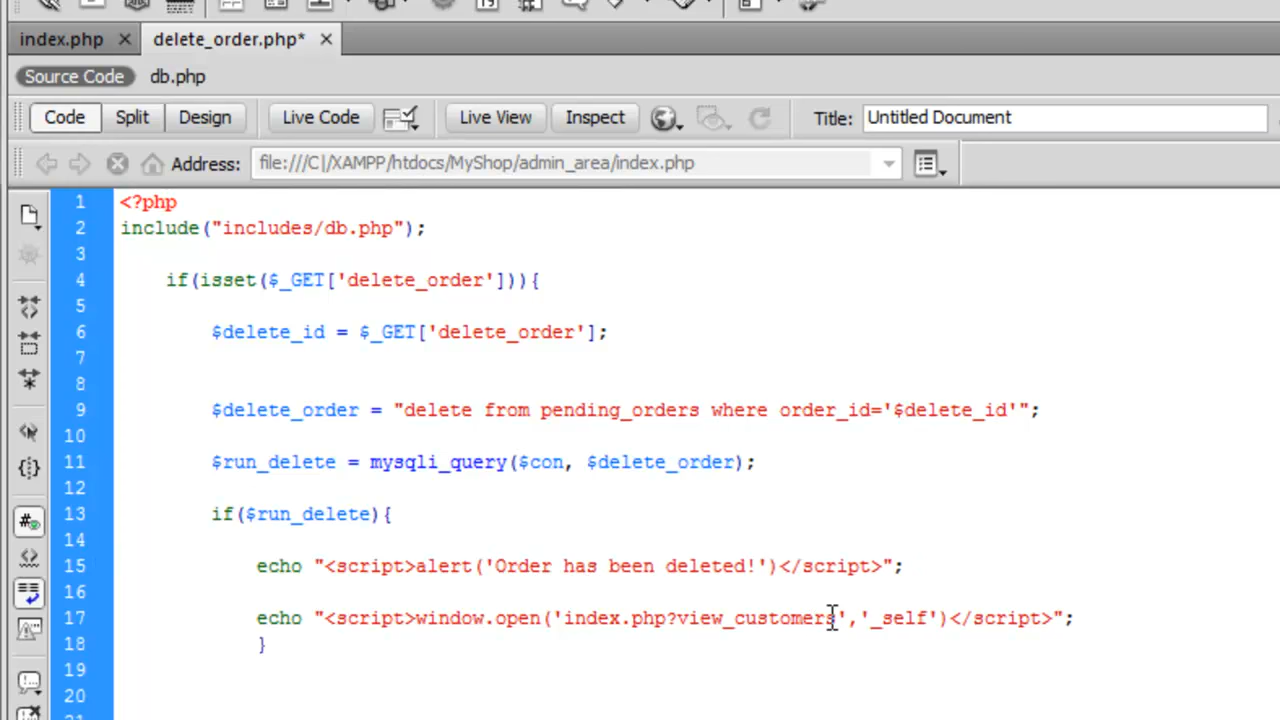 index.php
delete_order.php*
Source Code db.php
Code Split Design Live Code Live View Inspect Title: Untitled Document
Address: file:///C|/XAMPP/htdocs/MyShop/admin_area/index.php
1 <?php
2 include("includes/db.php");
3
4 if(isset($_GET['delete_order'])){
5
6 $delete_id = $_GET['delete_order'];
7
8
9 $delete_order = "delete from pending_orders where order_id='$delete_id'";
10
11 $run_delete = mysqli_query($con, $delete_order);
12
13 if($run_delete){
14
15 echo "<script>alert('Order has been deleted!')</script>";
16
17 echo "<script>window.open('index.php?view_customers','_self')</script>";
18 }
19
20